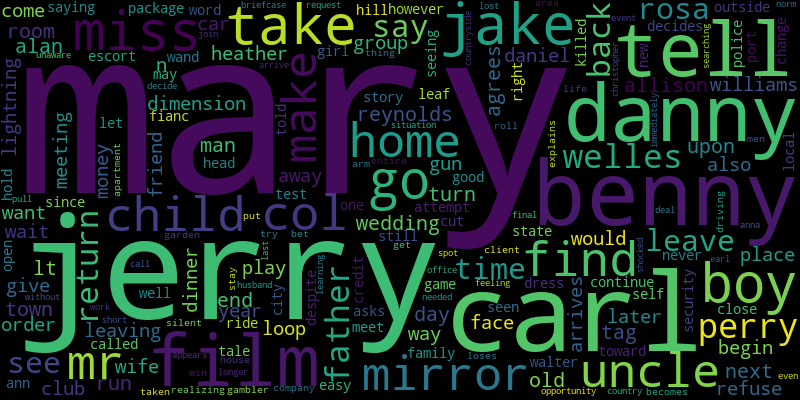 mary
jerry
carl
danny
benny
film
tell
miss
take
say
jake
rosa
back
come
saying
package
word
hill
however
escort
car
alan
room
heather
group
seeing
girl
daniel
killed
police
outside
new
port
change
briefcase
request
join
lost
area
countryside
event
searching
norm
unaware
lightning
n
wand
may
decide
arrive
thing
dimension
leaf
right
agrees
allison
williams
christopher
meeting
let
story
told
make
reynolds
man
home
gun
life
welles
upon
immediately
local
friend
fianc
money
apartment
hold
pull
head
situation
roll
away
arm
entire
go
turn
good
explains
also
men
since
test
one
attempt
want
child
col
put
wedding
cut
state
would
leave
place
deal
anna
driving
never
wait
return
garden
try
bet
still
get
final
spot
client
time
find
boy
open
lt
dinner
play
last
despite
game
dress
continue
self
security
close
give
end
year
city
stay
learning
father
credit
office
needed
feeling
face
seen
arrives
later
perry
shocked
earl
town
call
well
ride
loop
asks
meet
day
way
tag
begin
order
leaving
called
husband
silent
tale
family
loses
walter
toward
next
see
mr
wife
short
work
without
appears
house
mirror
old
uncle
refuse
ann
club
run
realizing
win
longer
easy
company
taken
gambler
opportunity
country
becomes
decides
even